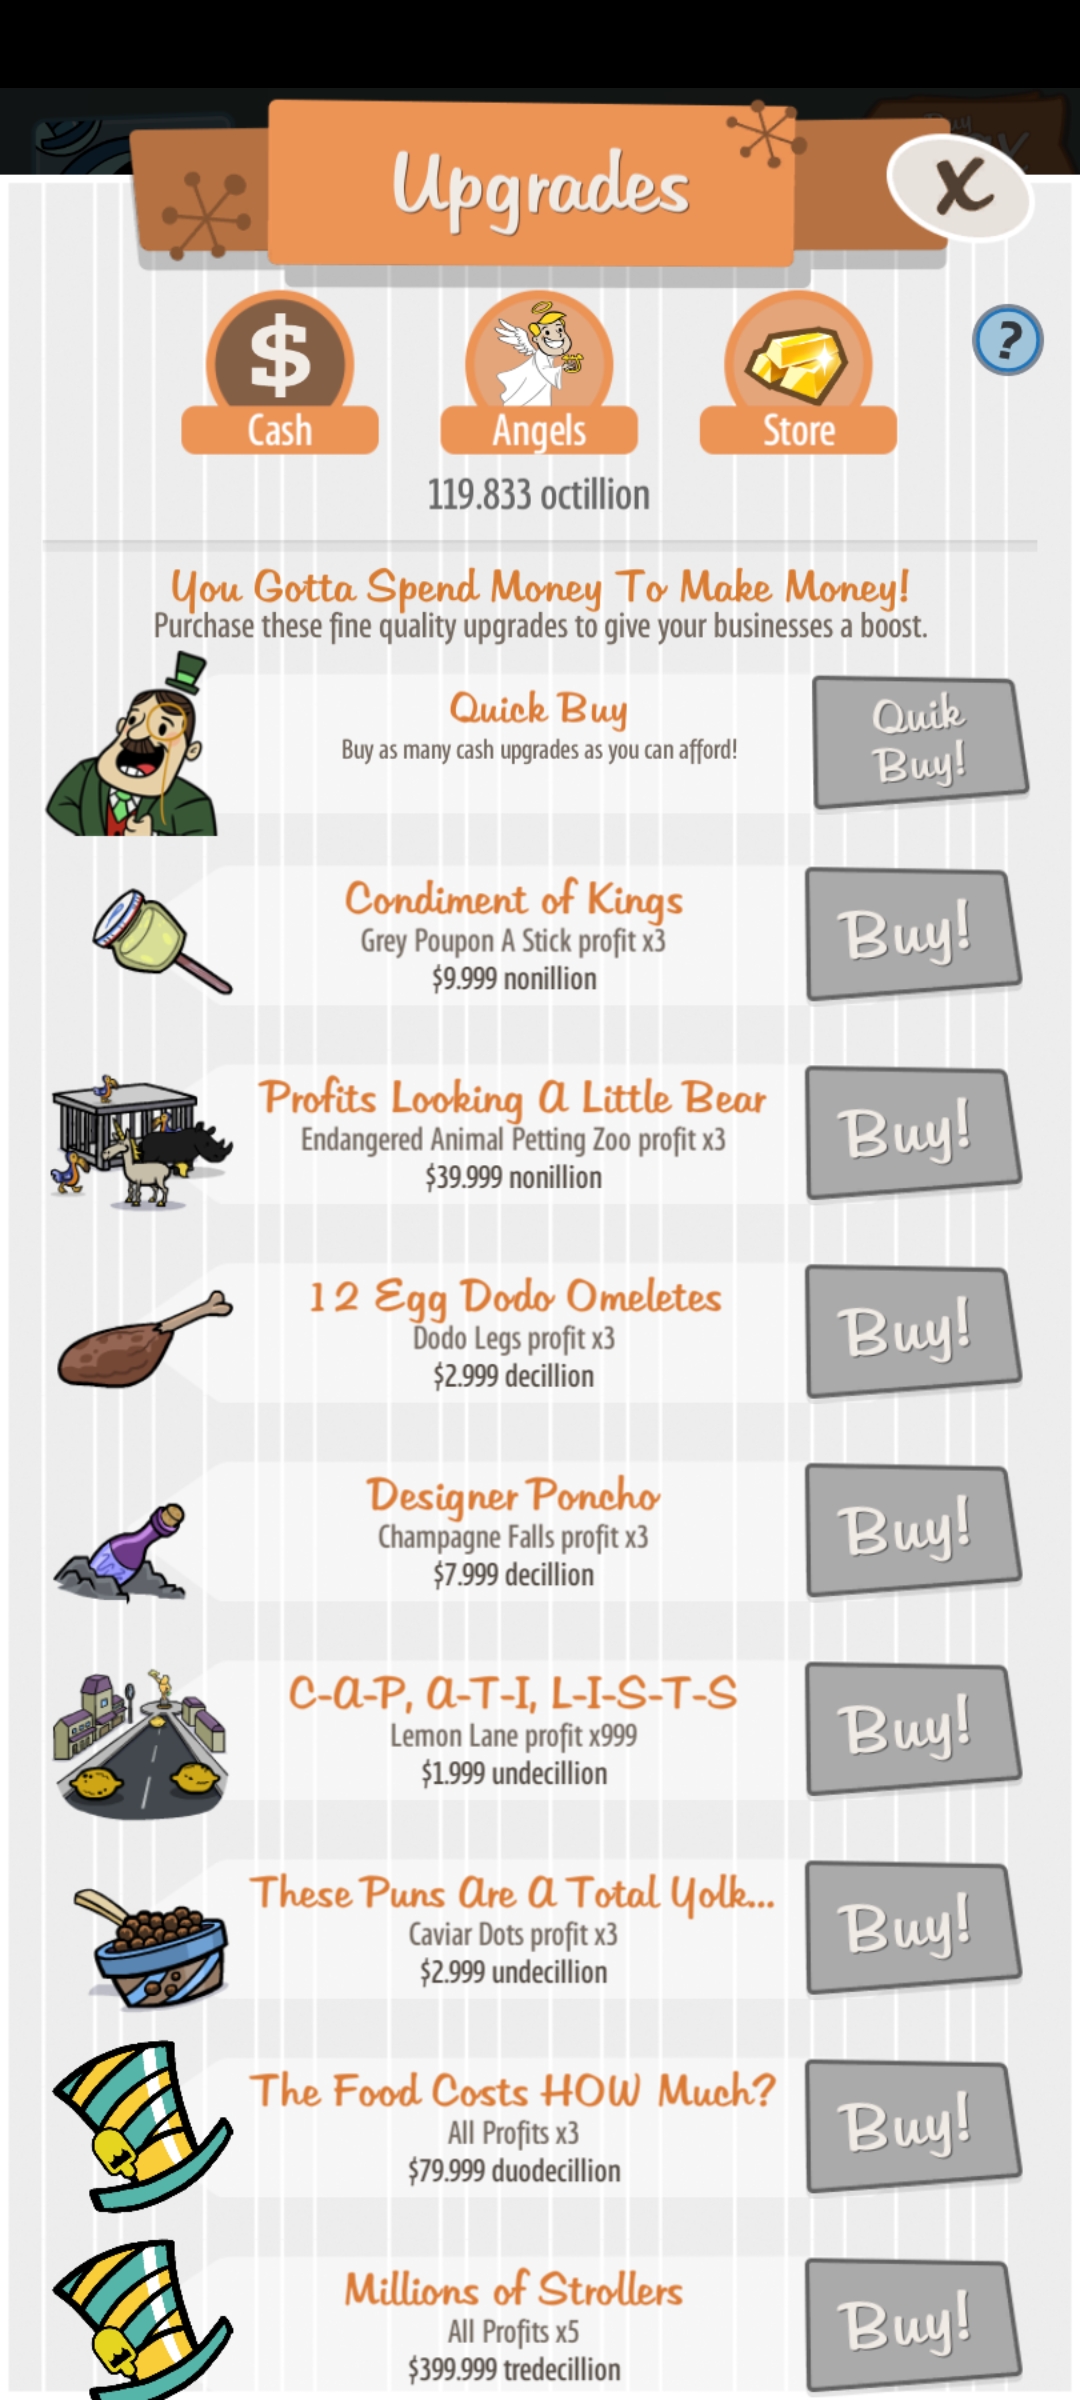 Upgrades
X
?
$
Cash
Angels
Store
119.833 octillion
You Gotta Spend Money To Make Money!
Purchase these fine quality upgrades to give your businesses a boost.
Quick Buy
Buy as many cash upgrades as you can afford!
Quik
Buy!
Condiment of Kings
Grey Poupon A Stick profit x3
$9.999 nonillion
Buy!
Profits Looking A Little Bear
Endangered Animal Petting Zoo profit x3
$39.999 nonillion
Buy!
12 Egg Dodo Omeletes
Dodo Legs profit x3
$2.999 decillion
Buy!
Designer Poncho
Champagne Falls profit x3
$7.999 decillion
Buy!
C-A-P, A-T-I, L-I-S-T-S
Lemon Lane profit x999
$1.999 undecillion
Buy!
These Puns Are A Total Yolk...
Caviar Dots profit x3
$2.999 undecillion
Buy!
The Food Costs HOW Much?
All Profits x3
$79.999 duodecillion
Buy!
Millions of Strollers
All Profits x5
$399.999 tredecillion
Buy!